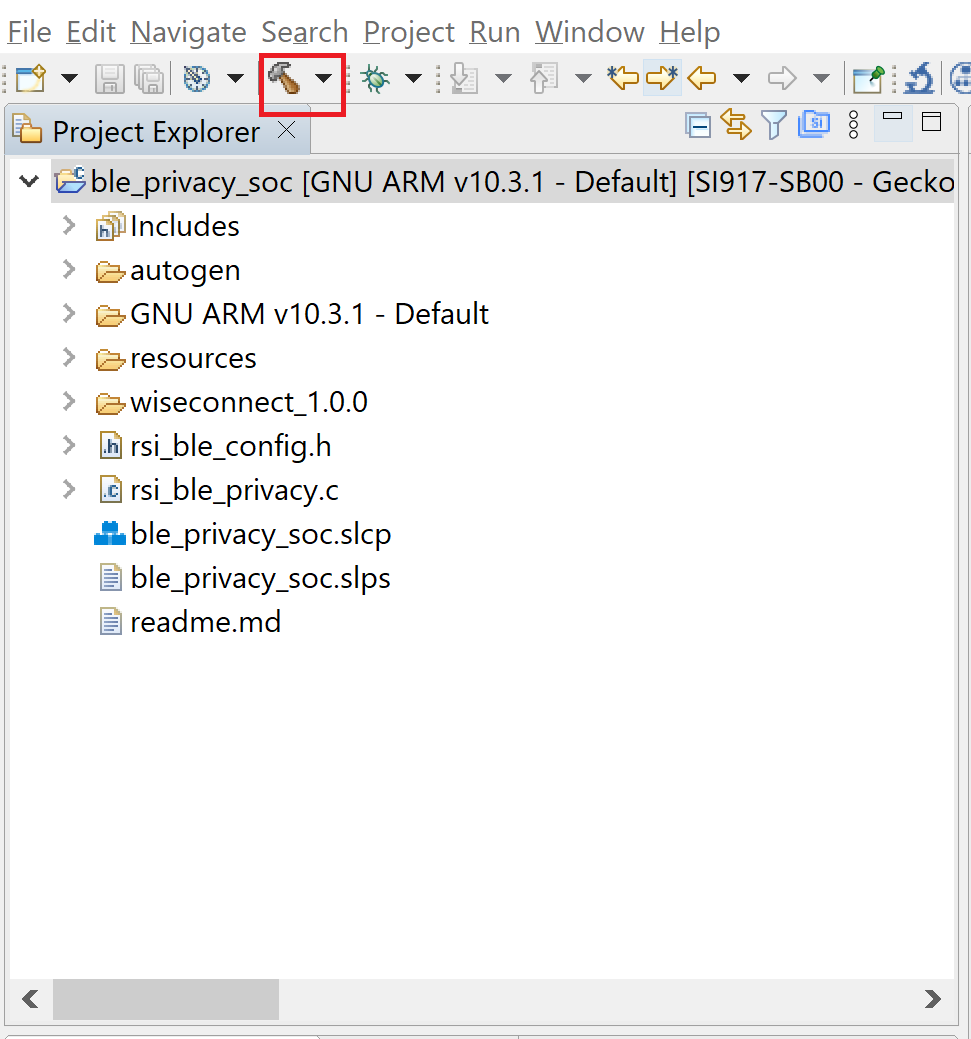 File Edit Navigate Search Project Run Window Help
Project Explorer
ble_privacy_soc [GNU ARM v10.3.1 - Default] [SI917-SB00 - Gecko
Includes
autogen
GNU ARM v10.3.1 - Default
resources
wiseconnect_1.0.0
rsi_ble_config.h
rsi_ble_privacy.c
ble_privacy_soc.slcp
ble_privacy_soc.slps
readme.md